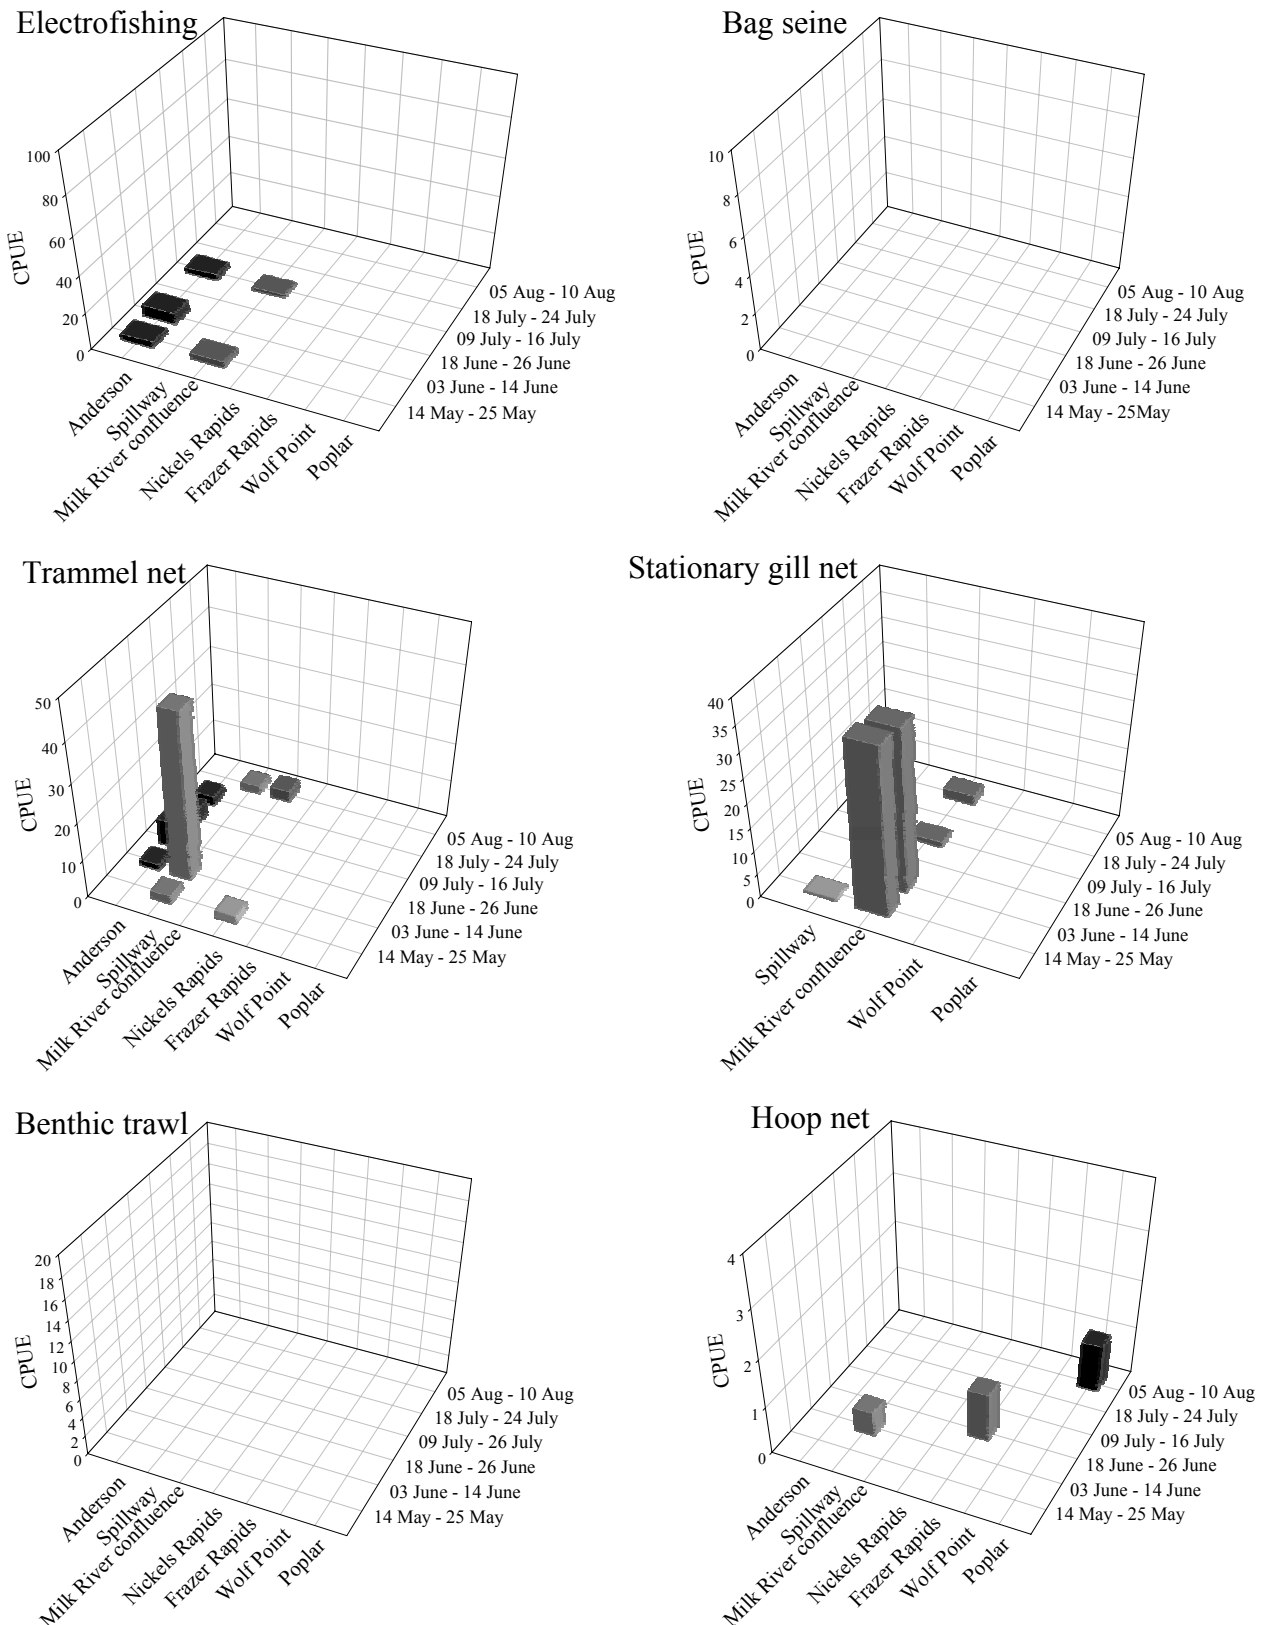 Electrofishing
100
80
60
40
20
0
CPUE
05 Aug - 10 Aug
18 July - 24 July
09 July - 16 July
18 June - 26 June
03 June - 14 June
14 May - 25 May
Anderson
Spillway
Milk River confluence
Nickels Rapids
Frazer Rapids
Wolf Point
Poplar
Bag seine
10
8
6
4
2
0
CPUE
05 Aug - 10 Aug
18 July - 24 July
09 July - 16 July
18 June - 26 June
03 June - 14 June
14 May - 25May
Anderson
Spillway
Milk River confluence
Nickels Rapids
Frazer Rapids
Wolf Point
Poplar
Trammel net
50
40
30
20
10
0
CPUE
05 Aug - 10 Aug
18 July - 24 July
09 July - 16 July
18 June - 26 June
03 June - 14 June
14 May - 25 May
Anderson
Spillway
Milk River confluence
Nickels Rapids
Frazer Rapids
Wolf Point
Poplar
Stationary gill net
40
35
30
25
20
15
10
5
0
CPUE
05 Aug - 10 Aug
18 July - 24 July
09 July - 16 July
18 June - 26 June
03 June - 14 June
14 May - 25 May
Spillway
Milk River confluence
Wolf Point
Poplar
Benthic trawl
20
18
16
14
12
10
8
6
4
2
0
CPUE
05 Aug - 10 Aug
18 July - 24 July
09 July - 26 July
18 June - 26 June
03 June - 14 June
14 May - 25 May
Anderson
Spillway
Milk River confluence
Nickels Rapids
Frazer Rapids
Wolf Point
Poplar
Hoop net
4
3
2
1
0
CPUE
05 Aug - 10 Aug
18 July - 24 July
09 July - 16 July
18 June - 26 June
03 June - 14 June
14 May - 25 May
Anderson
Spillway
Milk River confluence
Nickels Rapids
Frazer Rapids
Wolf Point
Poplar